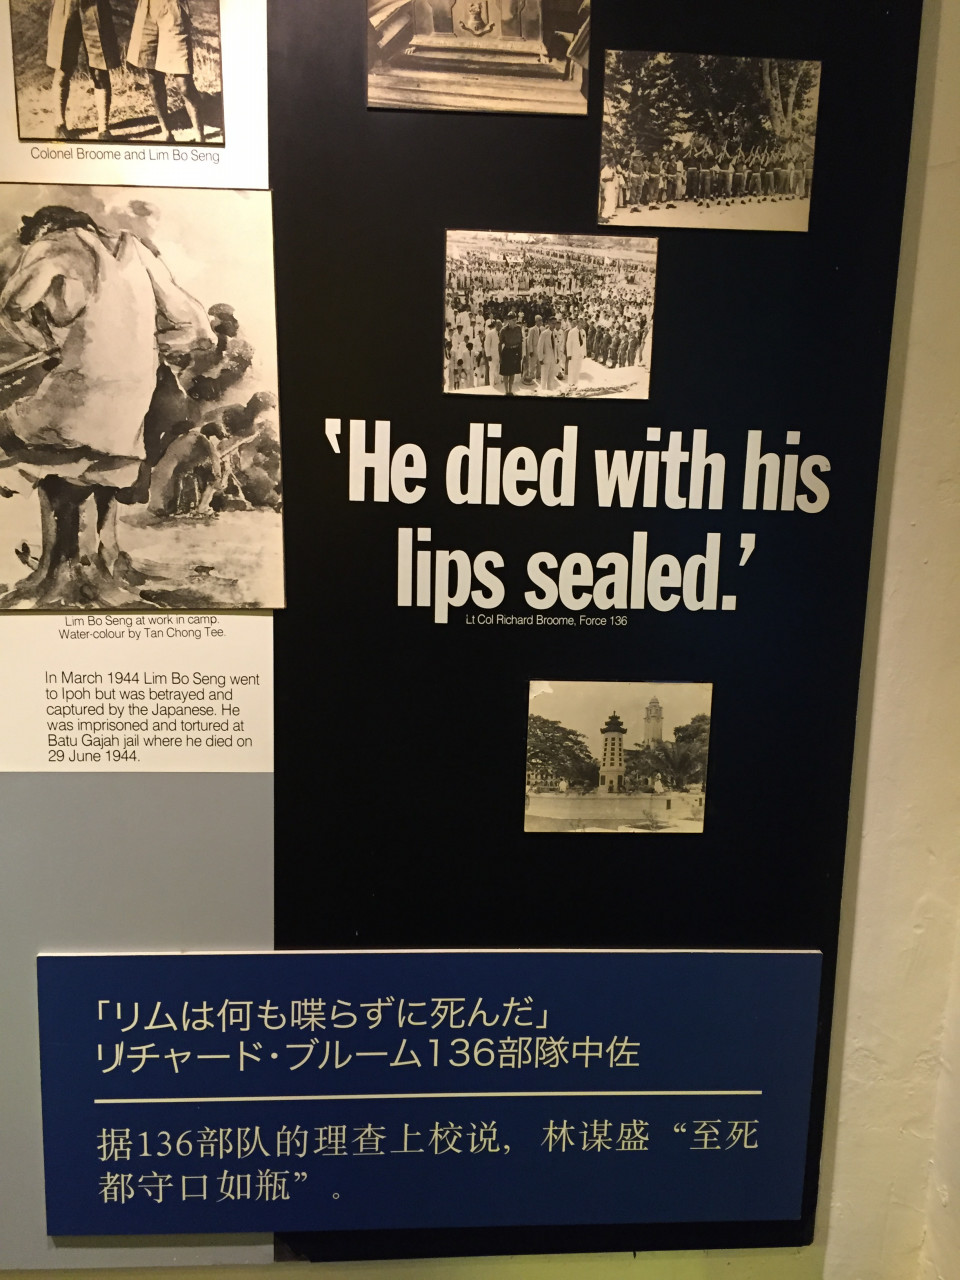 Colonel Broome and Lim Bo Seng
Lim Bo Seng at work in camp.
Water-colour by Tan Chong Tee.
In March 1944 Lim Bo Seng went
to Ipoh but was betrayed and
captured by the Japanese. He
was imprisoned and tortured at
Batu Gajah jail where he died on
29 June 1944.
‘He died with his
lips sealed.’
Lt Col Richard Broome, Force 136
「リムは何も喋らずに死んだ」
リチャード・ブルーム136部隊中佐
据136部队的理查上校说，林谋盛“至死
都守口如瓶”。